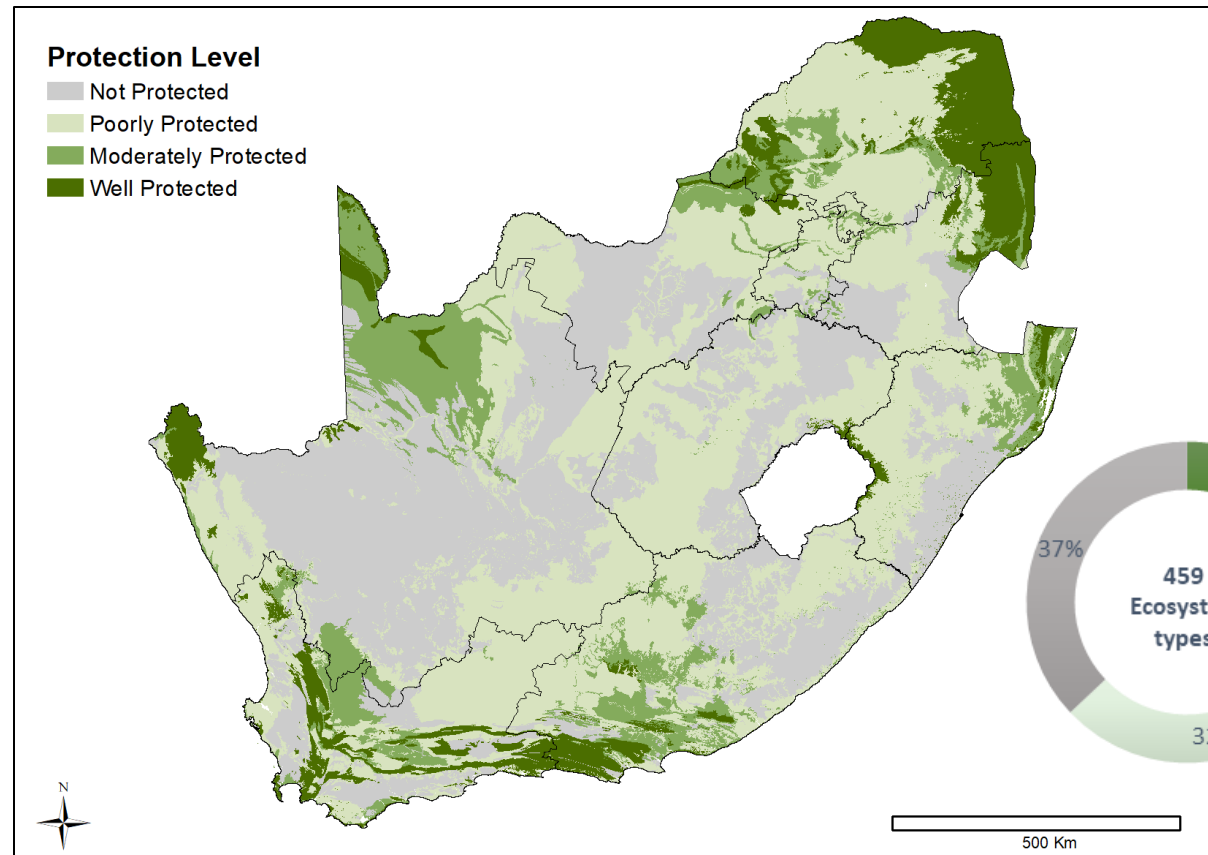 Protection Level
Not Protected
Poorly Protected
Moderately Protected
Well Protected
37%
459
Ecosyst
types
N
500 Km